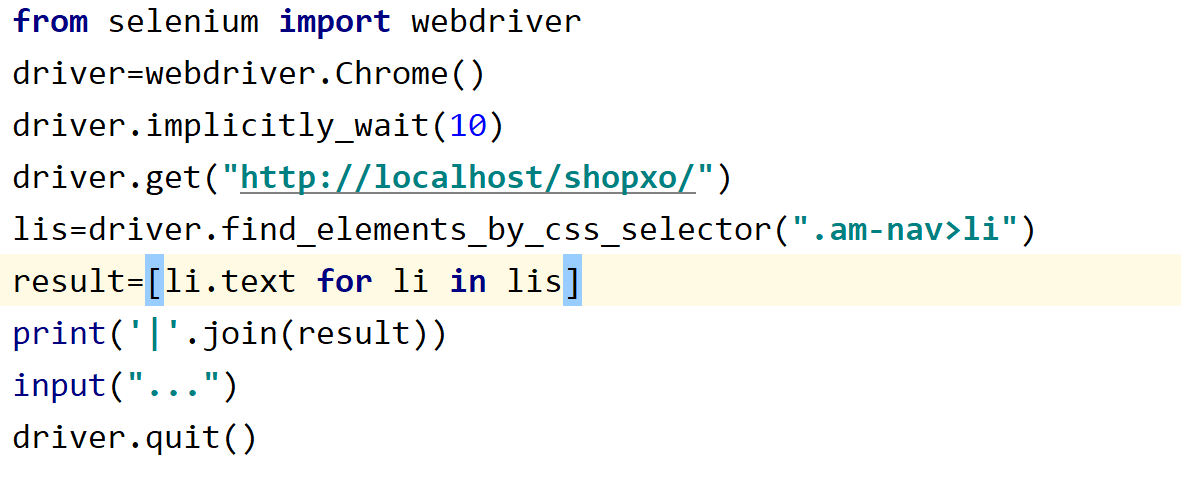 from selenium import webdriver
driver=webdriver.Chrome()
driver.implicitly_wait(10)
driver.get("http://localhost/shopxo/")
lis=driver.find_elements_by_css_selector(".am-nav>li")
result=[li.text for li in lis]
print('|'.join(result))
input("...")
driver.quit()